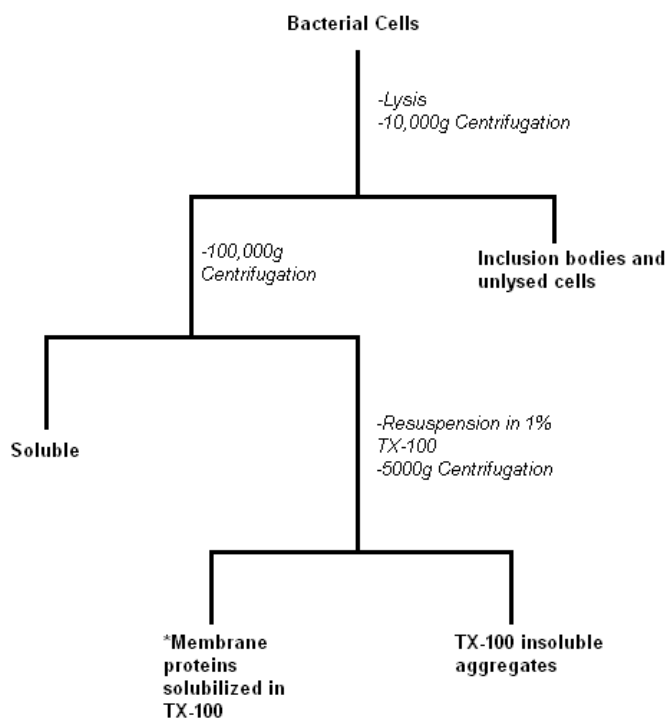 Bacterial Cells
-Lysis
-10,000g Centrifugation
-100,000g
Centrifugation
Inclusion bodies and
unlysed cells
Soluble
-Resuspension in 1%
TX-100
-5000g Centrifugation
*Membrane
proteins
solubilized in
TX-100
TX-100 insoluble
aggregates